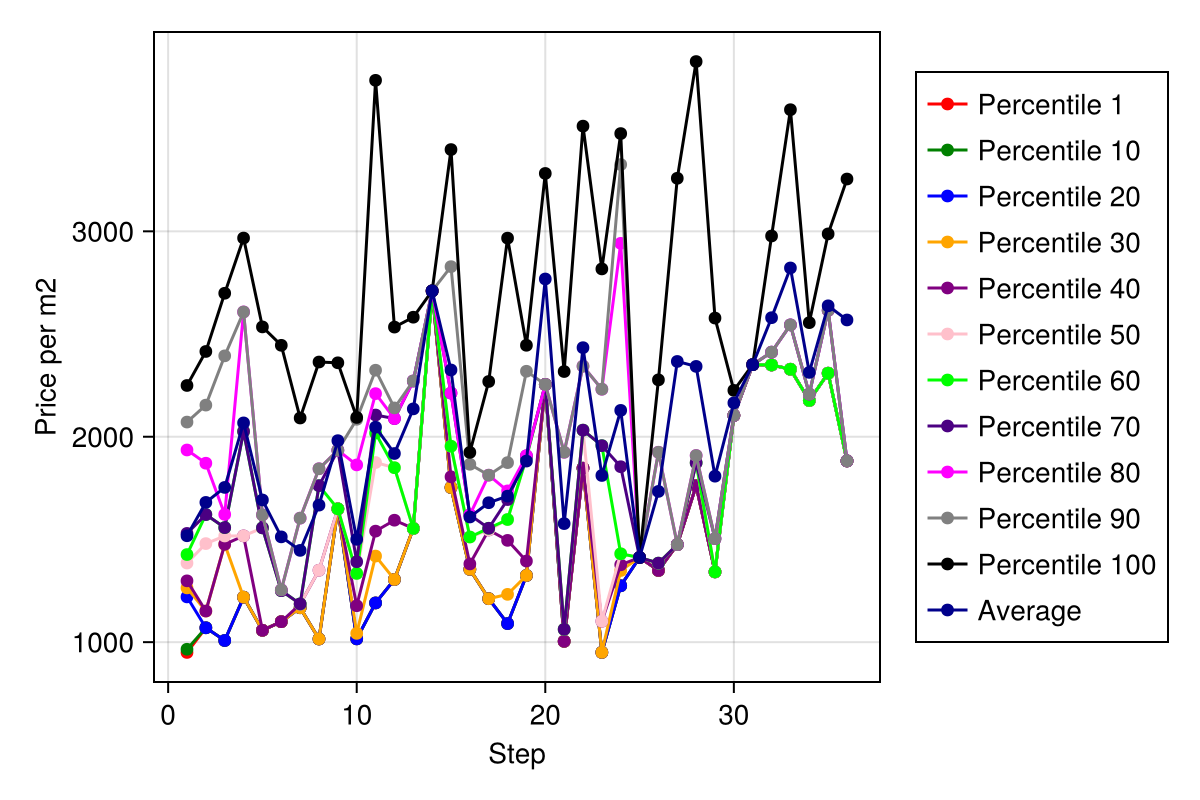 Price per m2
3000
2000
1000
0
10
20
30
Step
Percentile 1
Percentile 10
Percentile 20
Percentile 30
Percentile 40
Percentile 50
Percentile 60
Percentile 70
Percentile 80
Percentile 90
Percentile 100
Average